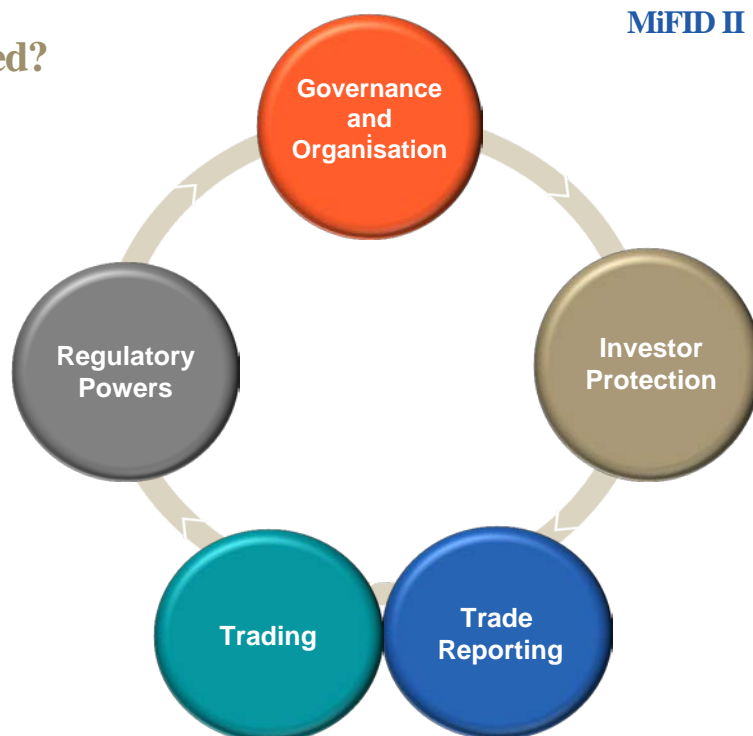 MiFID II
ed?
Governance
and
Organisation
Investor
Protection
Trade
Reporting
Trading
Regulatory
Powers